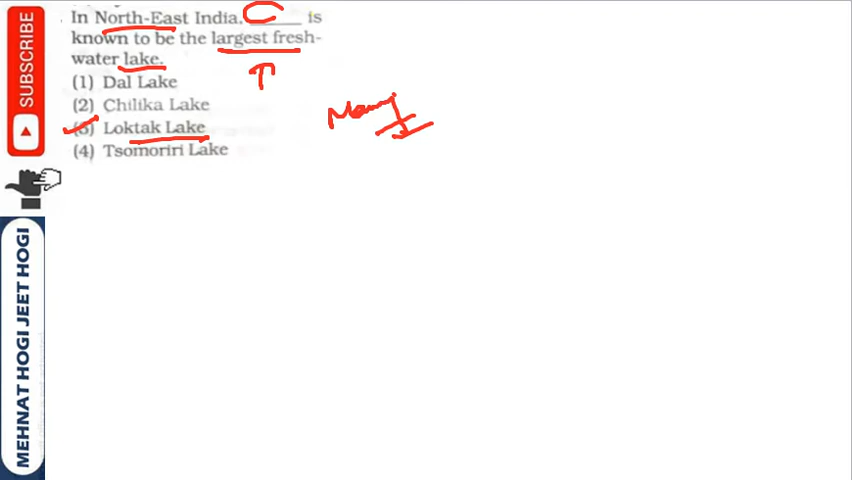 In North-East India, _____ is
known to be the largest fresh-
water lake.
(1) Dal Lake
(2) Chilika Lake
(3) Loktak Lake
(4) Tsomoriri Lake
SUBSCRIBE
MEHNAT HOGI JEET HOGI